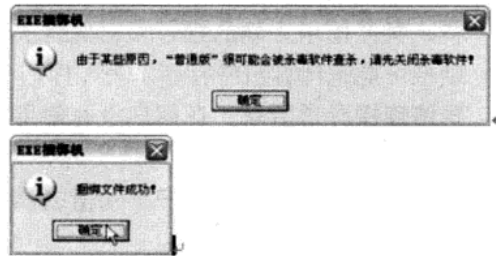 EXE捆绑机
由于某些原因，“普通版”很可能会被杀毒软件查杀，请先关闭杀毒软件！
确定
EXE捆绑机
捆绑文件成功！
确定